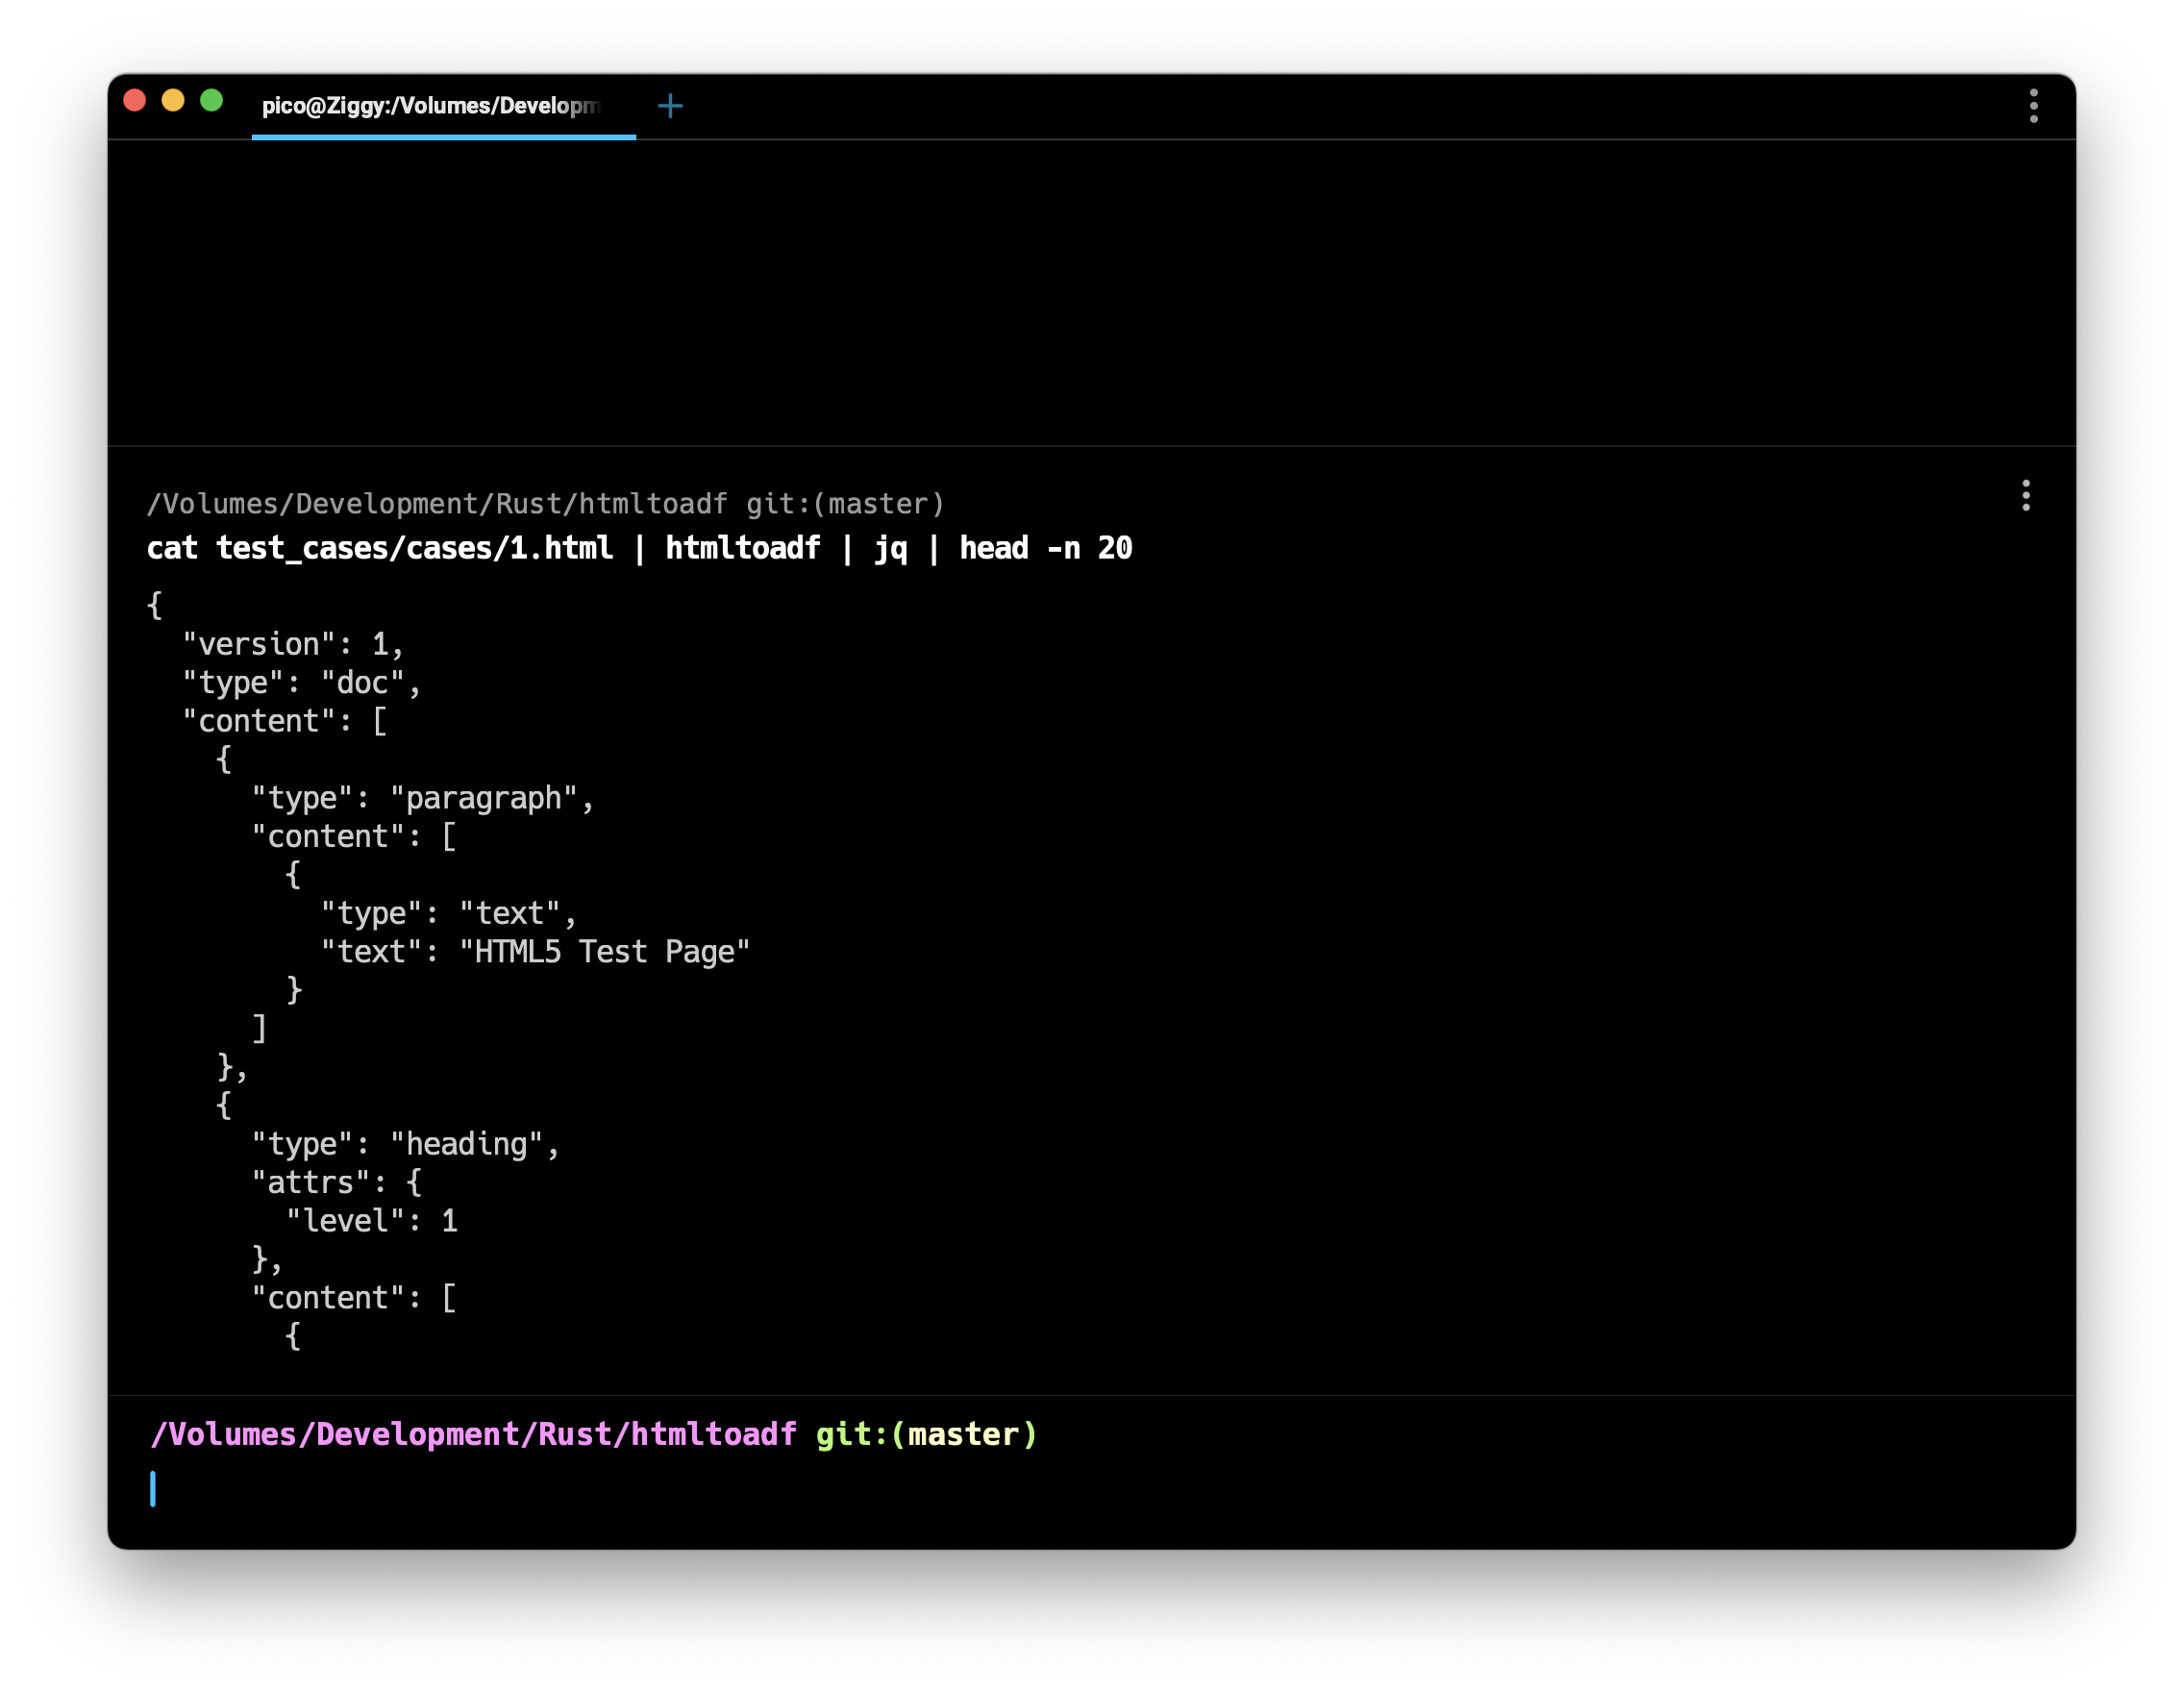 pico@Ziggy:/Volumes/Developm
/Volumes/Development/Rust/htmltoadf git:(master)
cat test_cases/cases/1.html | htmltoadf | jq | head -n 20
{
  "version": 1,
  "type": "doc",
  "content": [
    {
      "type": "paragraph",
      "content": [
        {
          "type": "text",
          "text": "HTML5 Test Page"
        }
      ]
    },
    {
      "type": "heading",
      "attrs": {
        "level": 1
      },
      "content": [
        {
/Volumes/Development/Rust/htmltoadf git:(master)